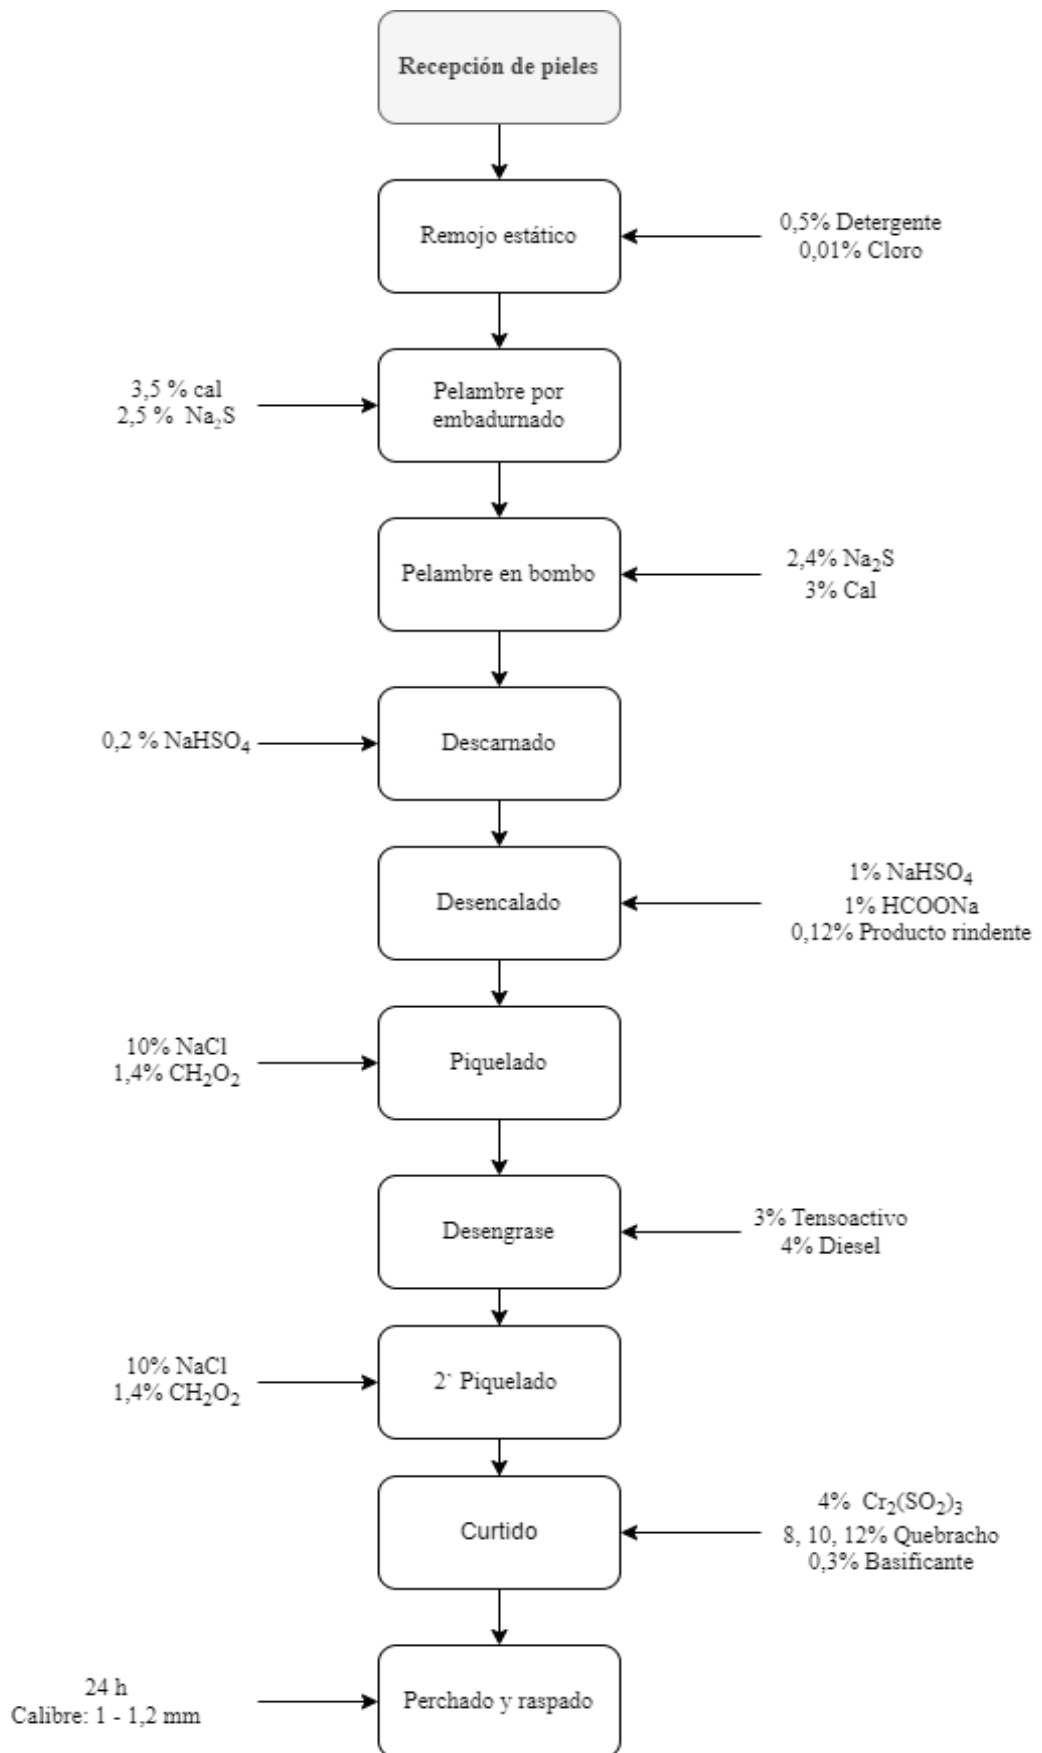 Recepción de pieles
Remojo estático
0,5% Detergente
0,01% Cloro
3,5 % cal
2,5 % Na₂S
Pelambre por
embadurnado
Pelambre en bombo
2,4% Na₂S
3% Cal
0,2 % NaHSO₄
Descarnado
Desencalado
1% NaHSO₄
1% HCOONa
0,12% Producto rindente
10% NaCl
1,4% CH₂O₂
Piquelado
Desengrase
3% Tensoactivo
4% Diesel
10% NaCl
1,4% CH₂O₂
2` Piquelado
Curtido
4% Cr₂(SO₂)₃
8, 10, 12% Quebracho
0,3% Basificante
24 h
Calibre: 1 - 1,2 mm
Perchado y raspado